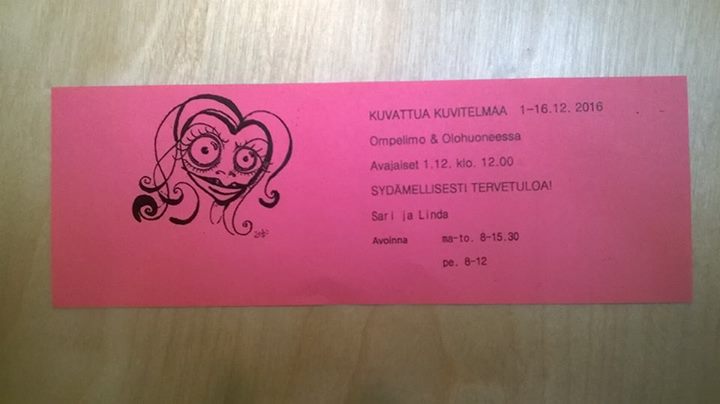 KUVATTUA KUVITELMAA 1-16.12. 2016
Ompelimo & Olohuoneessa
Avajaiset 1.12. klo. 12.00
SYDÄMELLISESTI TERVETULOA!
Sari ja Linda
Avoinna ma-to. 8-15.30
pe. 8-12